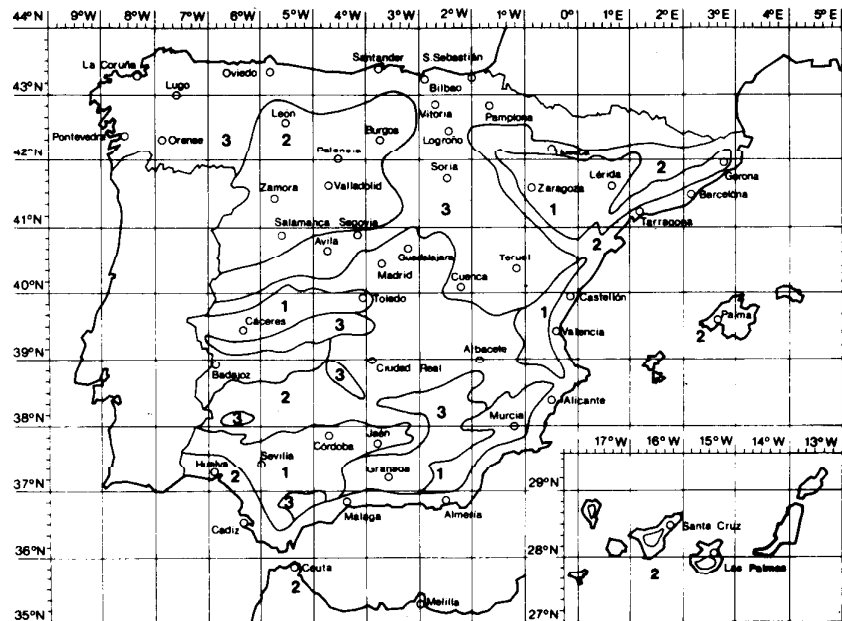 9°W 8°W 7°W 6°W 5°W 4°W 3°W 2°W 1°W 0° 1°E 2°E 3°E 4°E 5°E
44°N
La Coruña
Oviedo
Santander
S.Sebastián
43°N
Lugo
Bilbao
Vitoria
Pamplona
Leon
Pontevedra
Orense
3
2
Burgos
Logroño
42°N
Palencia
2
Gerona
Soria
Zamora
Valladolid
Zaragoza
Lérida
Barcelona
1
41°N
3
Tarragona
Salamanca
Segovia
2
Avila
Guadalajara
Teruel
Madrid
Cuenca
40°N
1
Toledo
Castellón
1
Palma
Cáceres
3
Valencia
2
39°N
Albacete
Badajoz
Ciudad Real
3
2
Alicante
38°N
3
3
Murcia
Jaén
Córdoba
17°W 16°W 15°W 14°W 13°W
Sevilla
Huelva
2
1
Granada
1
37°N
29°N
3
Malaga
Almeria
Cadiz
Santa Cruz
36°N
28°N
Ceuta
Las Palmas
2
2
Melilla
35°N
27°N